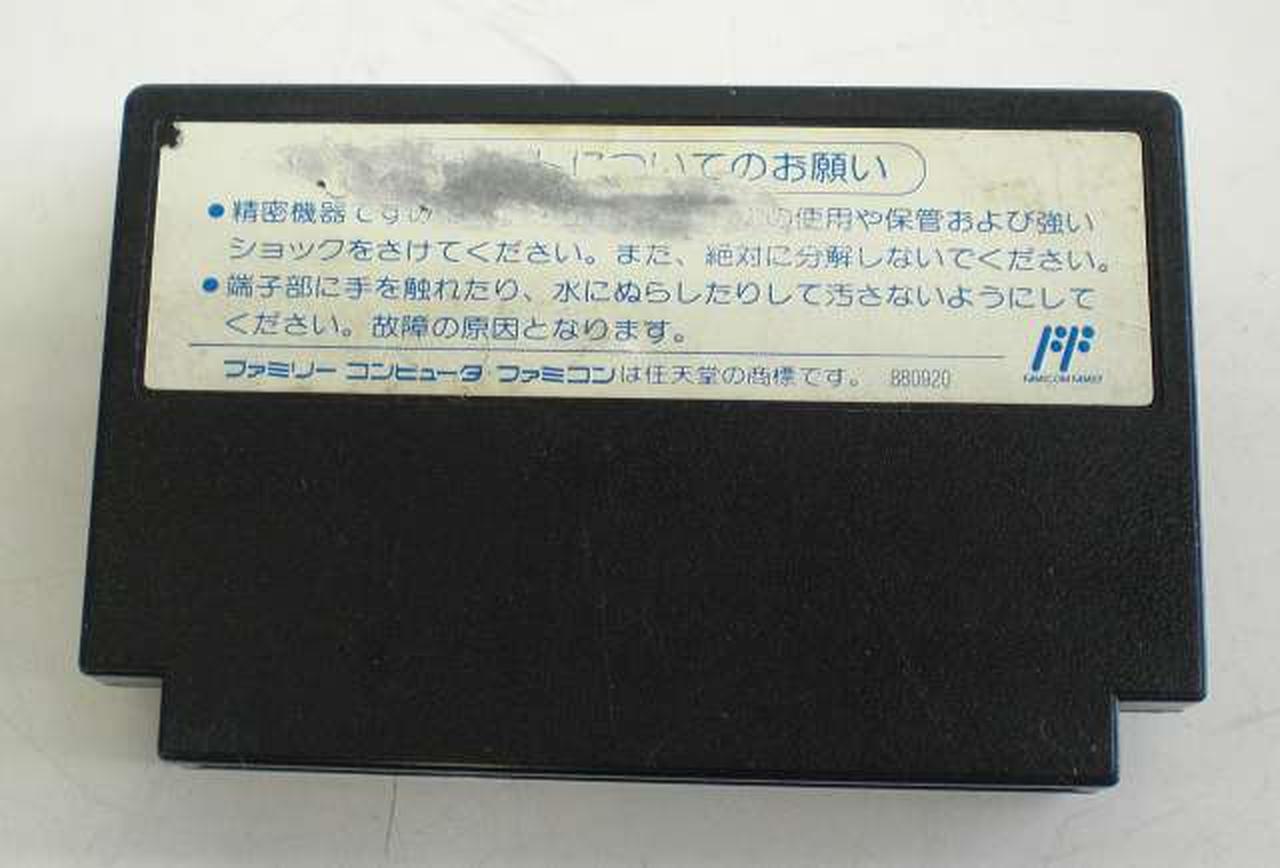 についてのお願い
●精密機器ですの 使用や保管および強い
ショックをさけてください。また、絶対に分解しないでください。
●端子部に手を触れたり、水にぬらしたりして汚さないようにして
ください。故障の原因となります。
ファミリーコンピュータ・ファミコンは任天堂の商標です。 880920
FAMICOM FAMILY